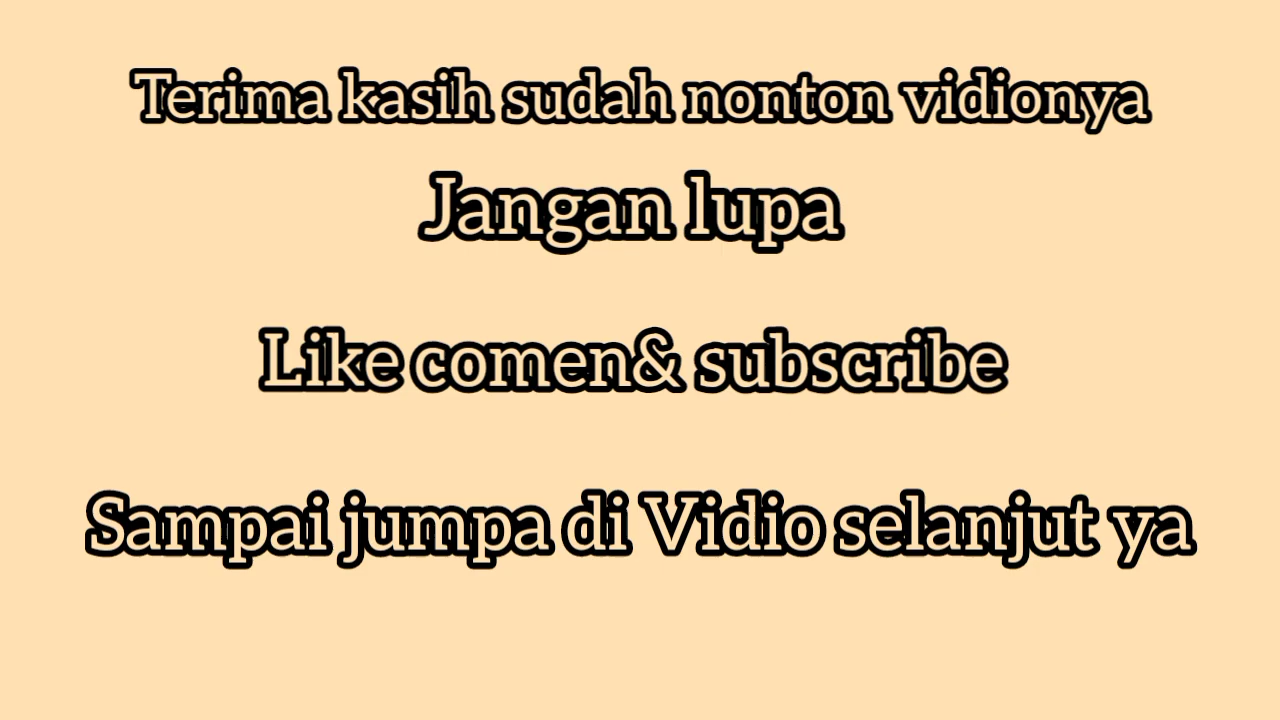 Terima kasih sudah nonton vidionya
Jangan lupa
Like comen& subscribe
Sampai jumpa di Vidio selanjut ya